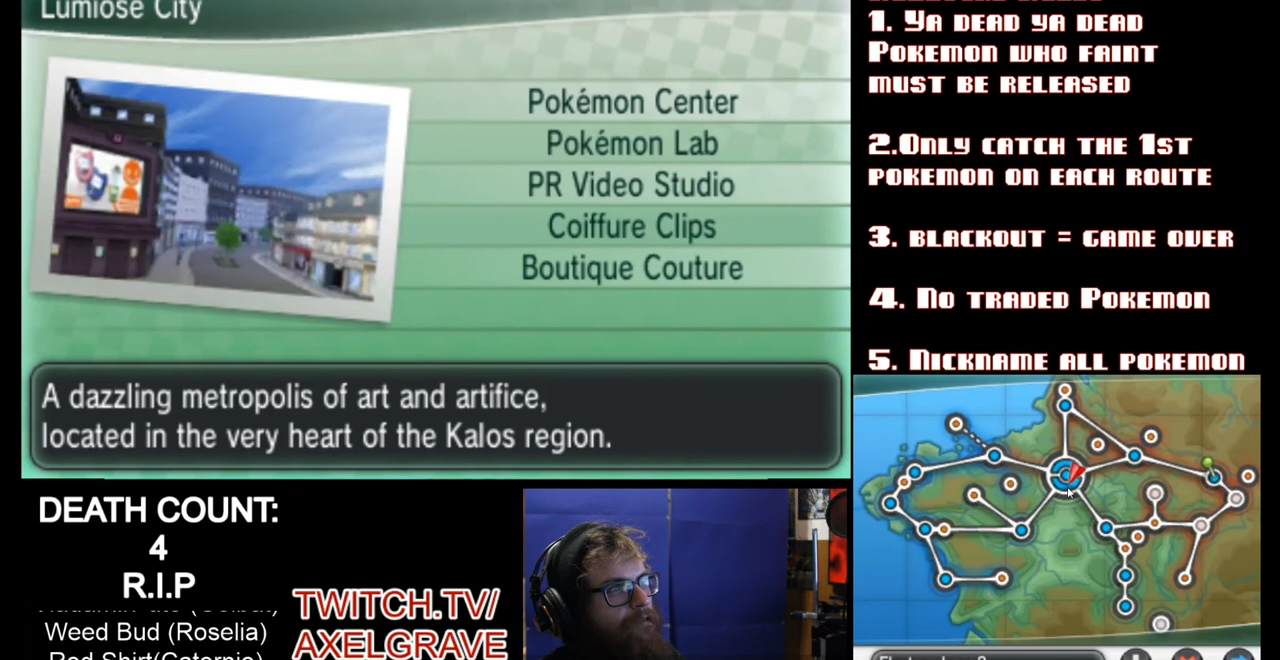 Lumiose City
Pokémon Center
Pokémon Lab
PR Video Studio
Coiffure Clips
Boutique Couture
A dazzling metropolis of art and artifice,
located in the very heart of the Kalos region.
1. Ya dead ya dead
Pokemon who faint
must be released
2.Only catch the 1st
pokemon on each route
3. blackout = game over
4. No traded Pokemon
5. Nickname all pokemon
DEATH COUNT:
4
R.I.P
Weed Bud (Roselia)
Red Shirt(Caterpie)
TWITCH.TV/
AXELGRAVE